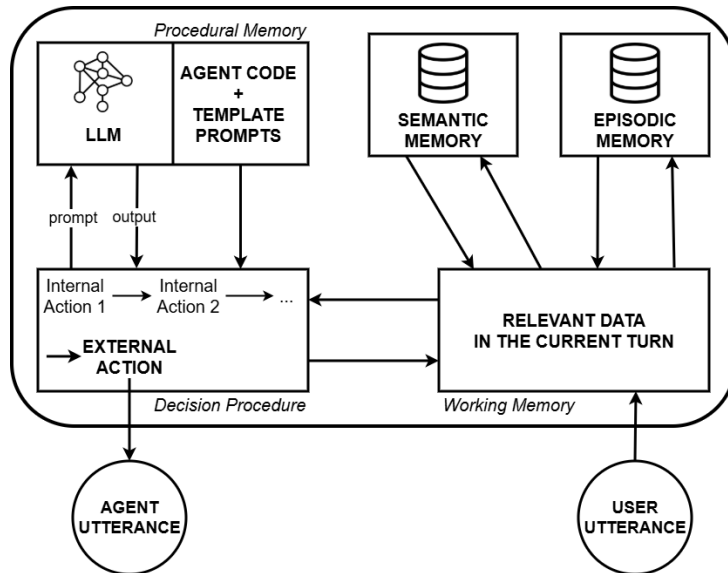 Procedural Memory
LLM
AGENT CODE
+
TEMPLATE
PROMPTS
SEMANTIC
MEMORY
EPISODIC
MEMORY
prompt
output
Internal
Action 1
Internal
Action 2
...
EXTERNAL
ACTION
Decision Procedure
RELEVANT DATA
IN THE CURRENT TURN
Working Memory
AGENT
UTTERANCE
USER
UTTERANCE